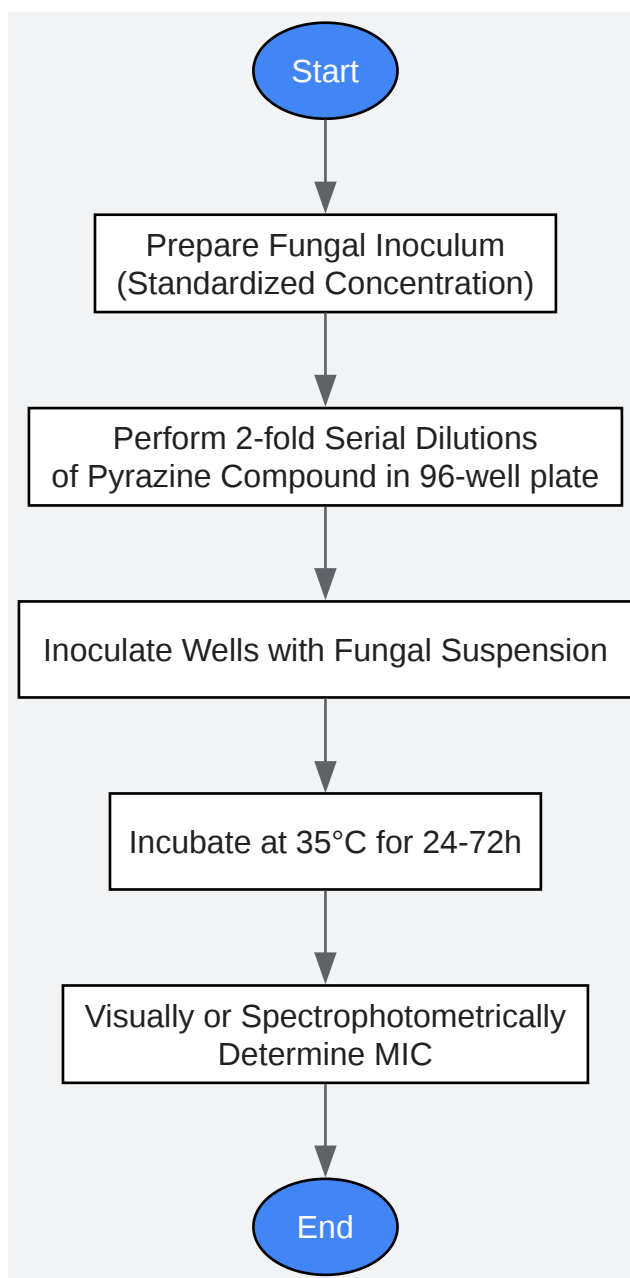 Start
Prepare Fungal Inoculum
(Standardized Concentration)
Perform 2-fold Serial Dilutions
of Pyrazine Compound in 96-well plate
Inoculate Wells with Fungal Suspension
Incubate at 35°C for 24-72h
Visually or Spectrophotometrically
Determine MIC
End